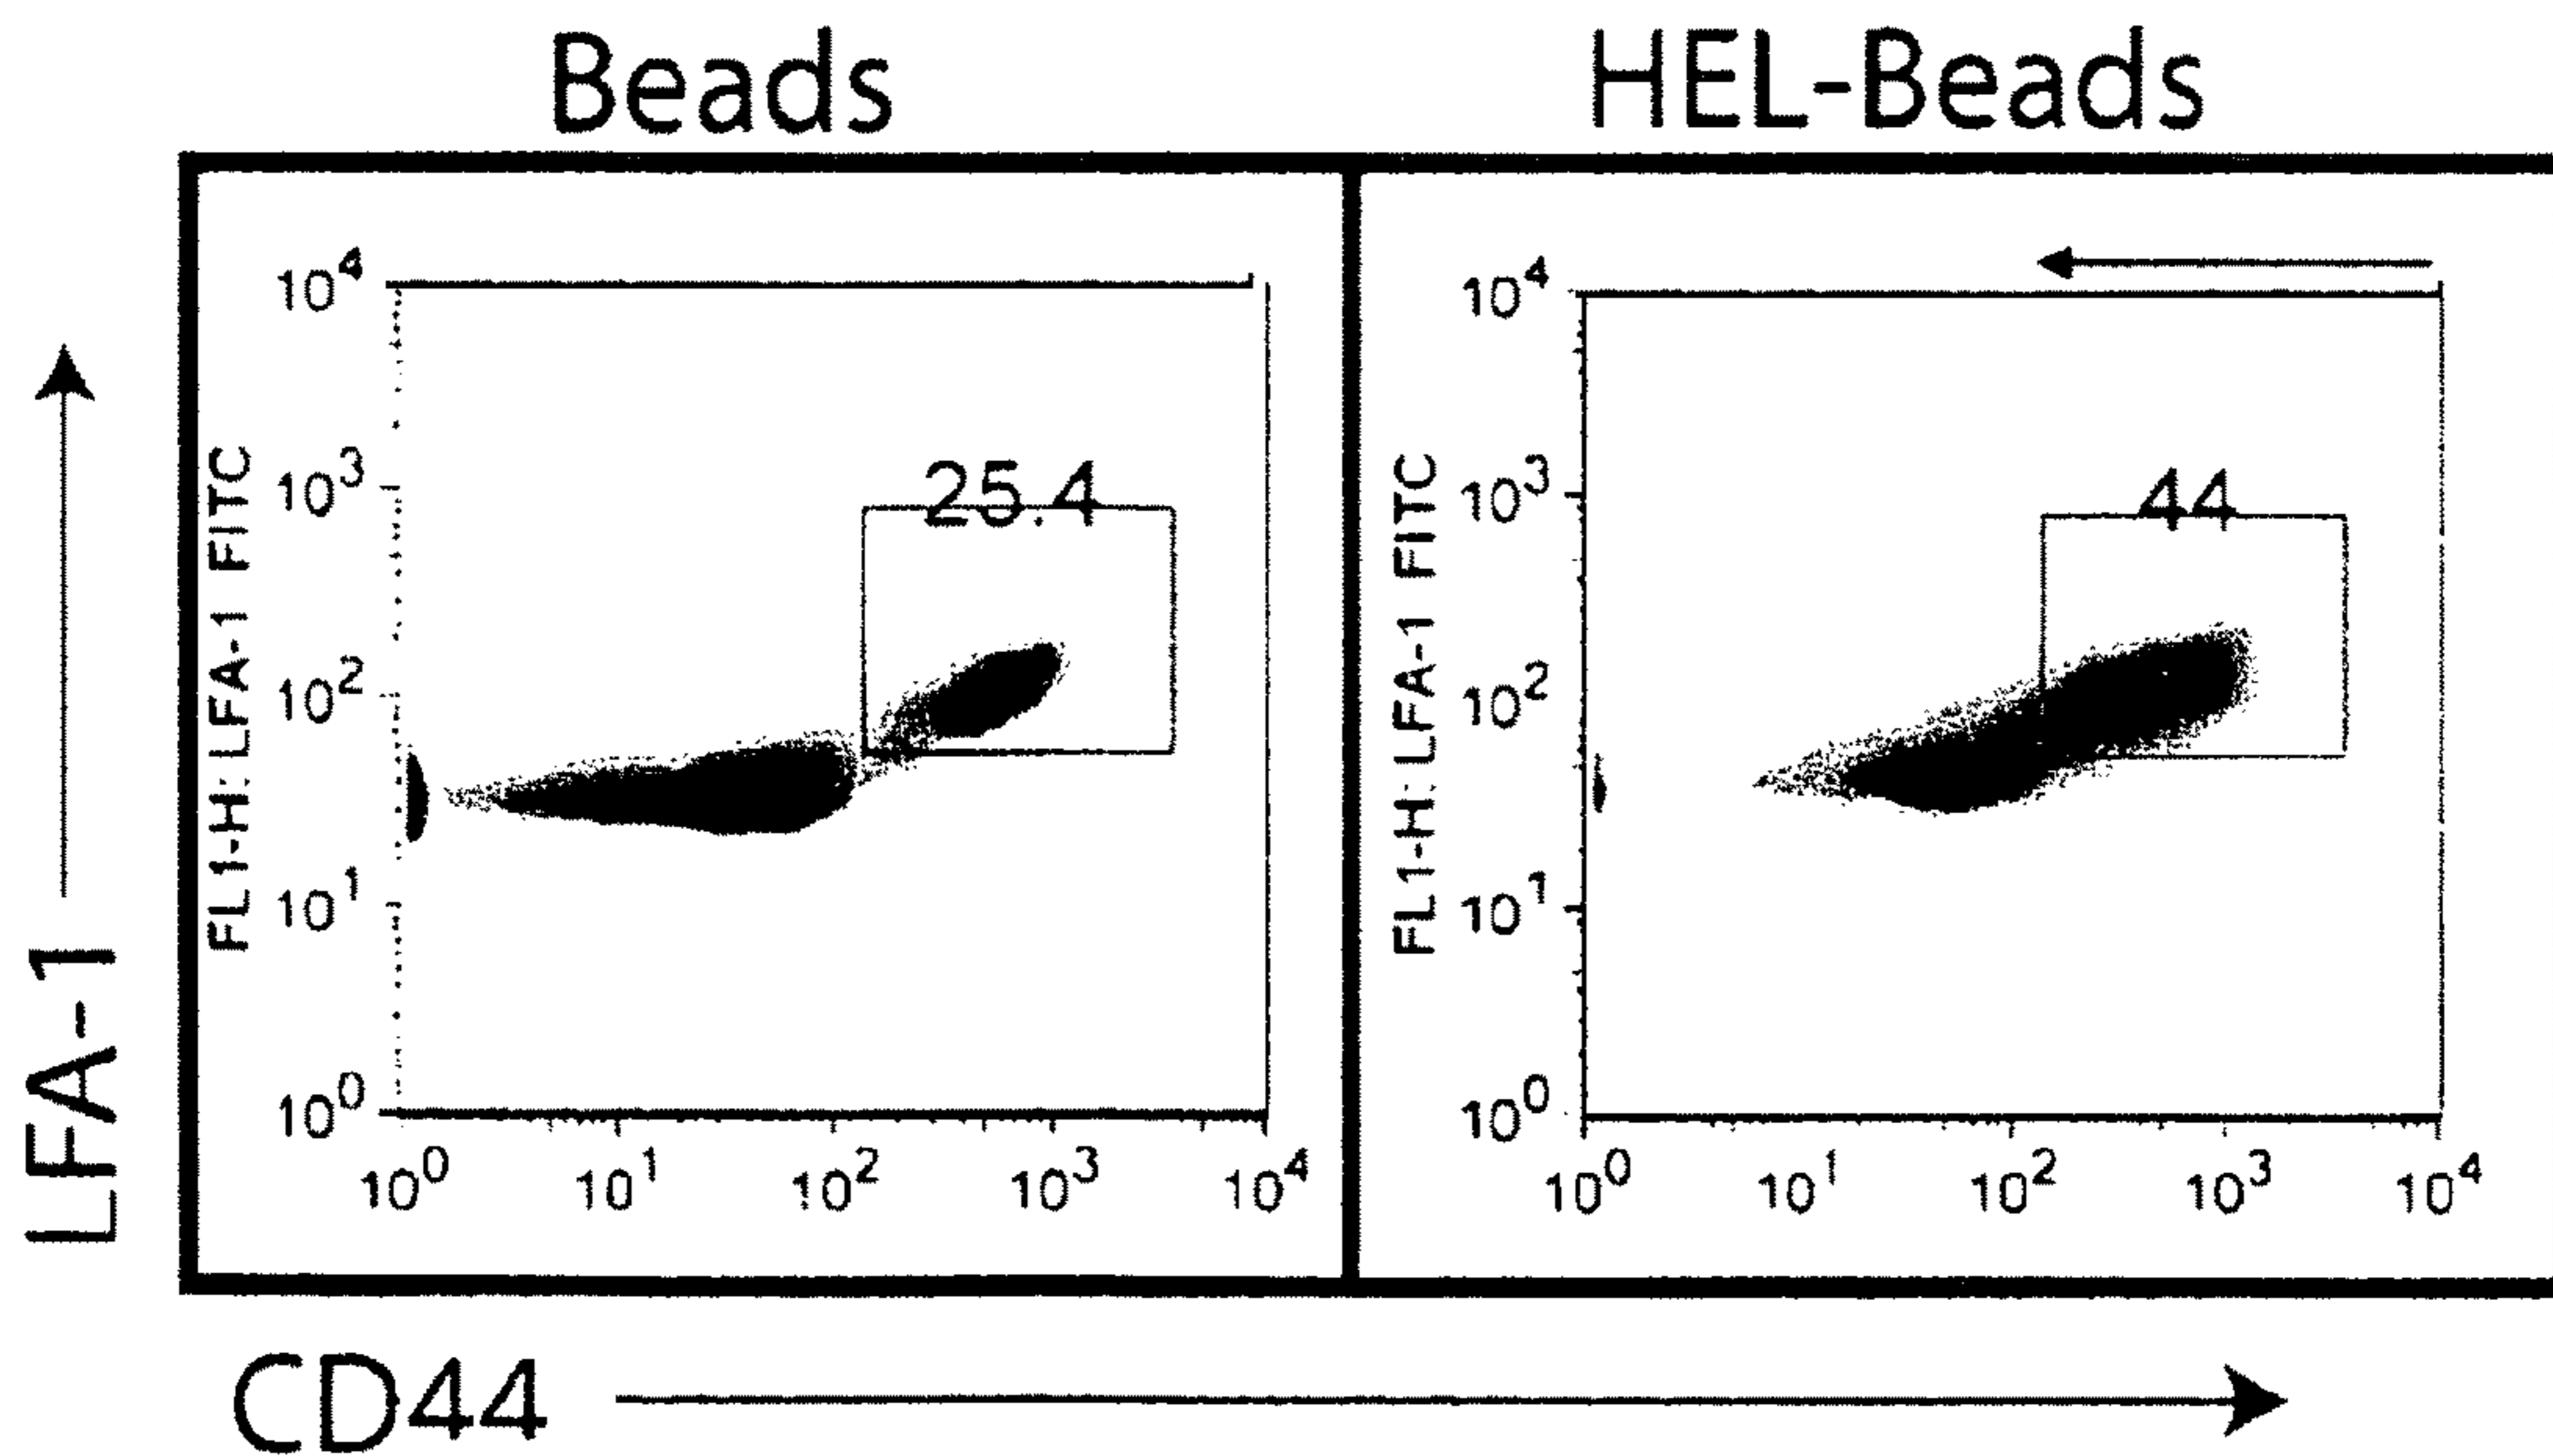 Beads
HEL-Beads
LFA-1
FL1-H: LFA-1 FITC
10^4
10^3
10^2
10^1
10^0
25.4
10^0 10^1 10^2 10^3 10^4
FL1-H: LFA-1 FITC
10^4
10^3
10^2
10^1
10^0
44
10^0 10^1 10^2 10^3 10^4
CD44